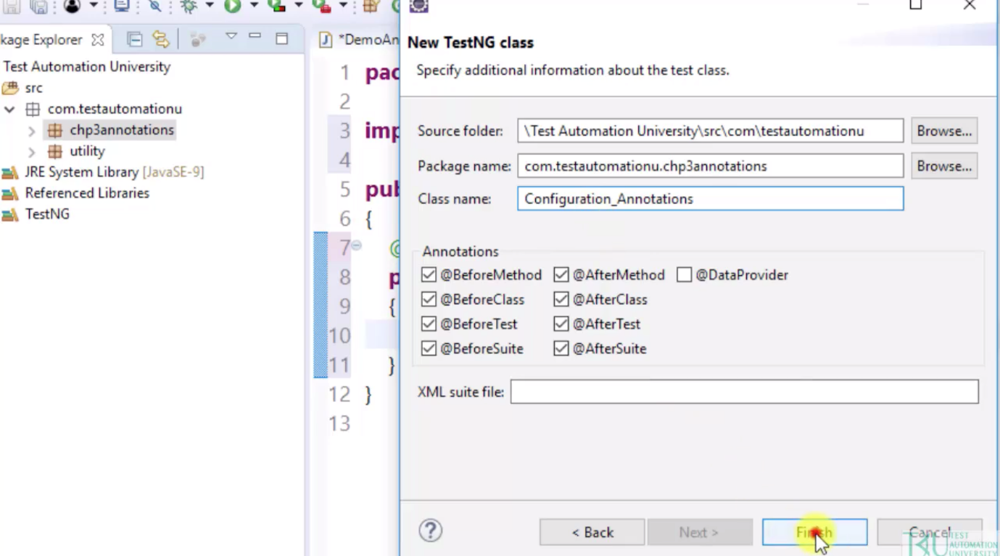 kage Explorer
Test Automation University
src
com.testautomationu
chp3annotations
utility
JRE System Library [JavaSE-9]
Referenced Libraries
TestNG
*DemoAn
1 pac
2
3 imp
4
5 pub
6 {
7 @
8 p
9 {
10
11 }
12 }
13
New TestNG class
Specify additional information about the test class.
Source folder: \Test Automation University\src\com\testautomationu Browse...
Package name: com.testautomationu.chp3annotations Browse...
Class name: Configuration_Annotations
Annotations
@BeforeMethod @AfterMethod @DataProvider
@BeforeClass @AfterClass
@BeforeTest @AfterTest
@BeforeSuite @AfterSuite
XML suite file:
? < Back Next > Finish Cancel
TAU TEST
AUTOMATION
UNIVERSITY